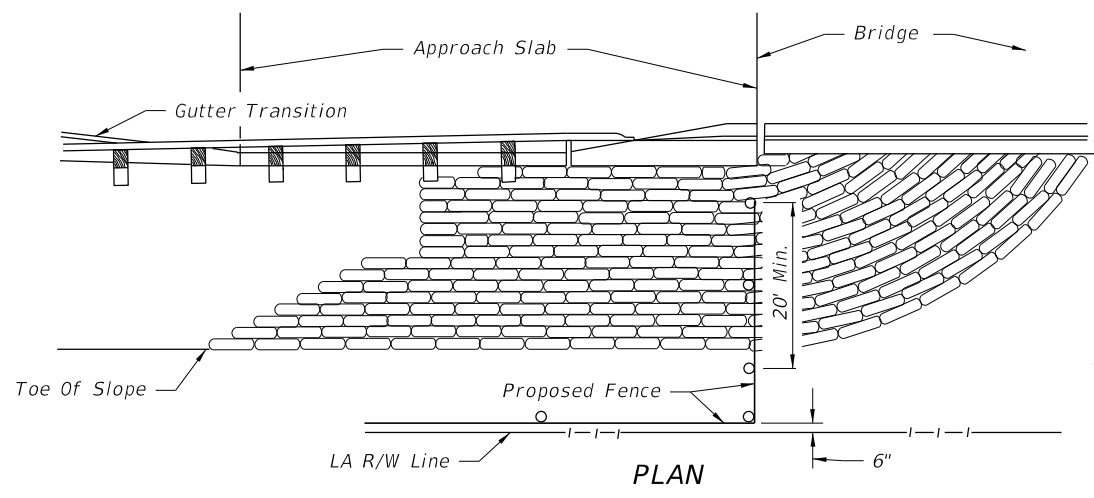 Bridge
Approach Slab
Gutter Transition
20' Min.
Toe Of Slope
Proposed Fence
LA R/W Line
6"
PLAN